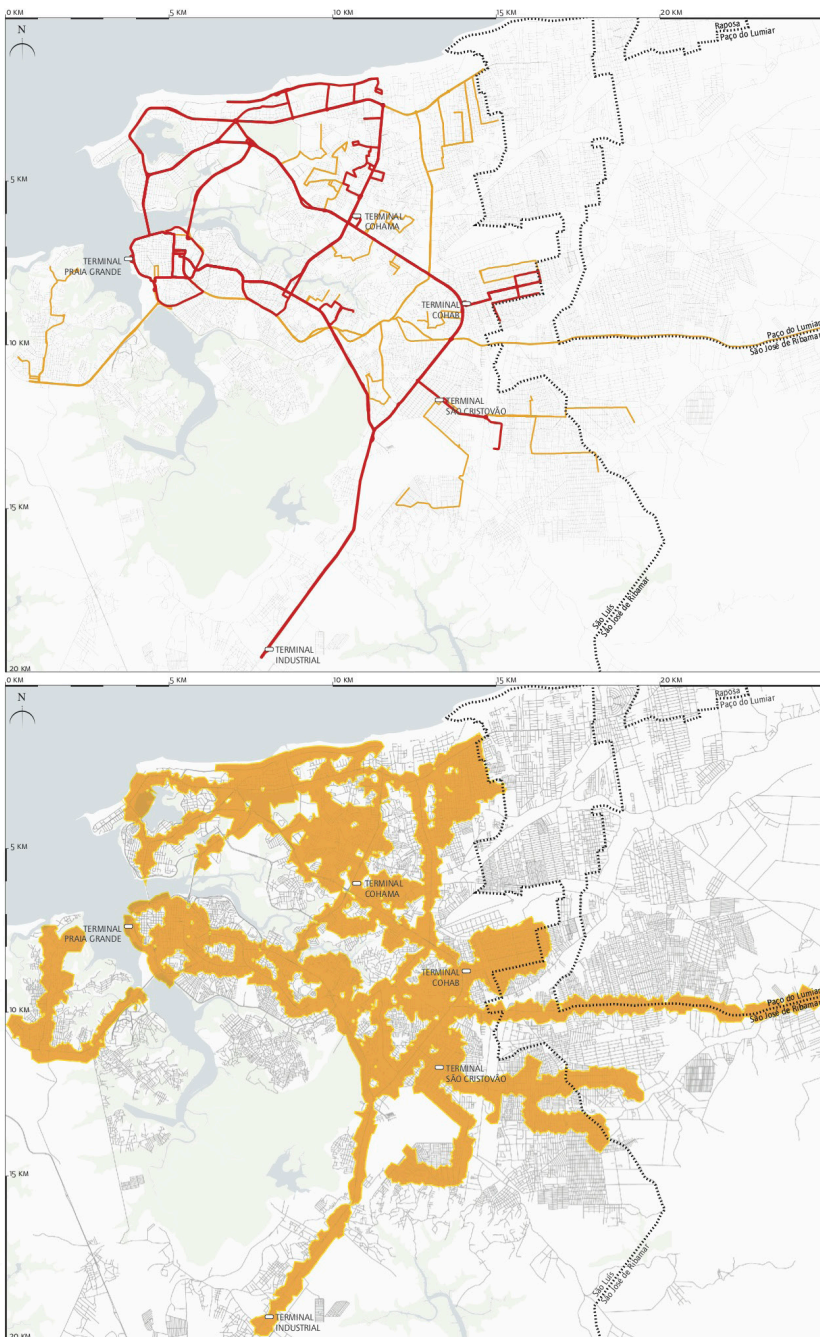 0 KM
5 KM
10 KM
15 KM
20 KM
N
Raposa
Paço do Lumiar
5 KM
TERMINAL
COHAMA
TERMINAL
PRAIA GRANDE
TERMINAL
COHAB
Paço do Lumiar
São José de Ribamar
10 KM
TERMINAL
SÃO CRISTOVÃO
15 KM
São Luís
São José de Ribamar
TERMINAL
INDUSTRIAL
20 KM
0 KM
5 KM
10 KM
15 KM
20 KM
N
Raposa
Paço do Lumiar
5 KM
TERMINAL
COHAMA
TERMINAL
PRAIA GRANDE
TERMINAL
COHAB
Paço do Lumiar
São José de Ribamar
10 KM
TERMINAL
SÃO CRISTOVÃO
15 KM
São Luís
São José de Ribamar
TERMINAL
INDUSTRIAL
20 KM